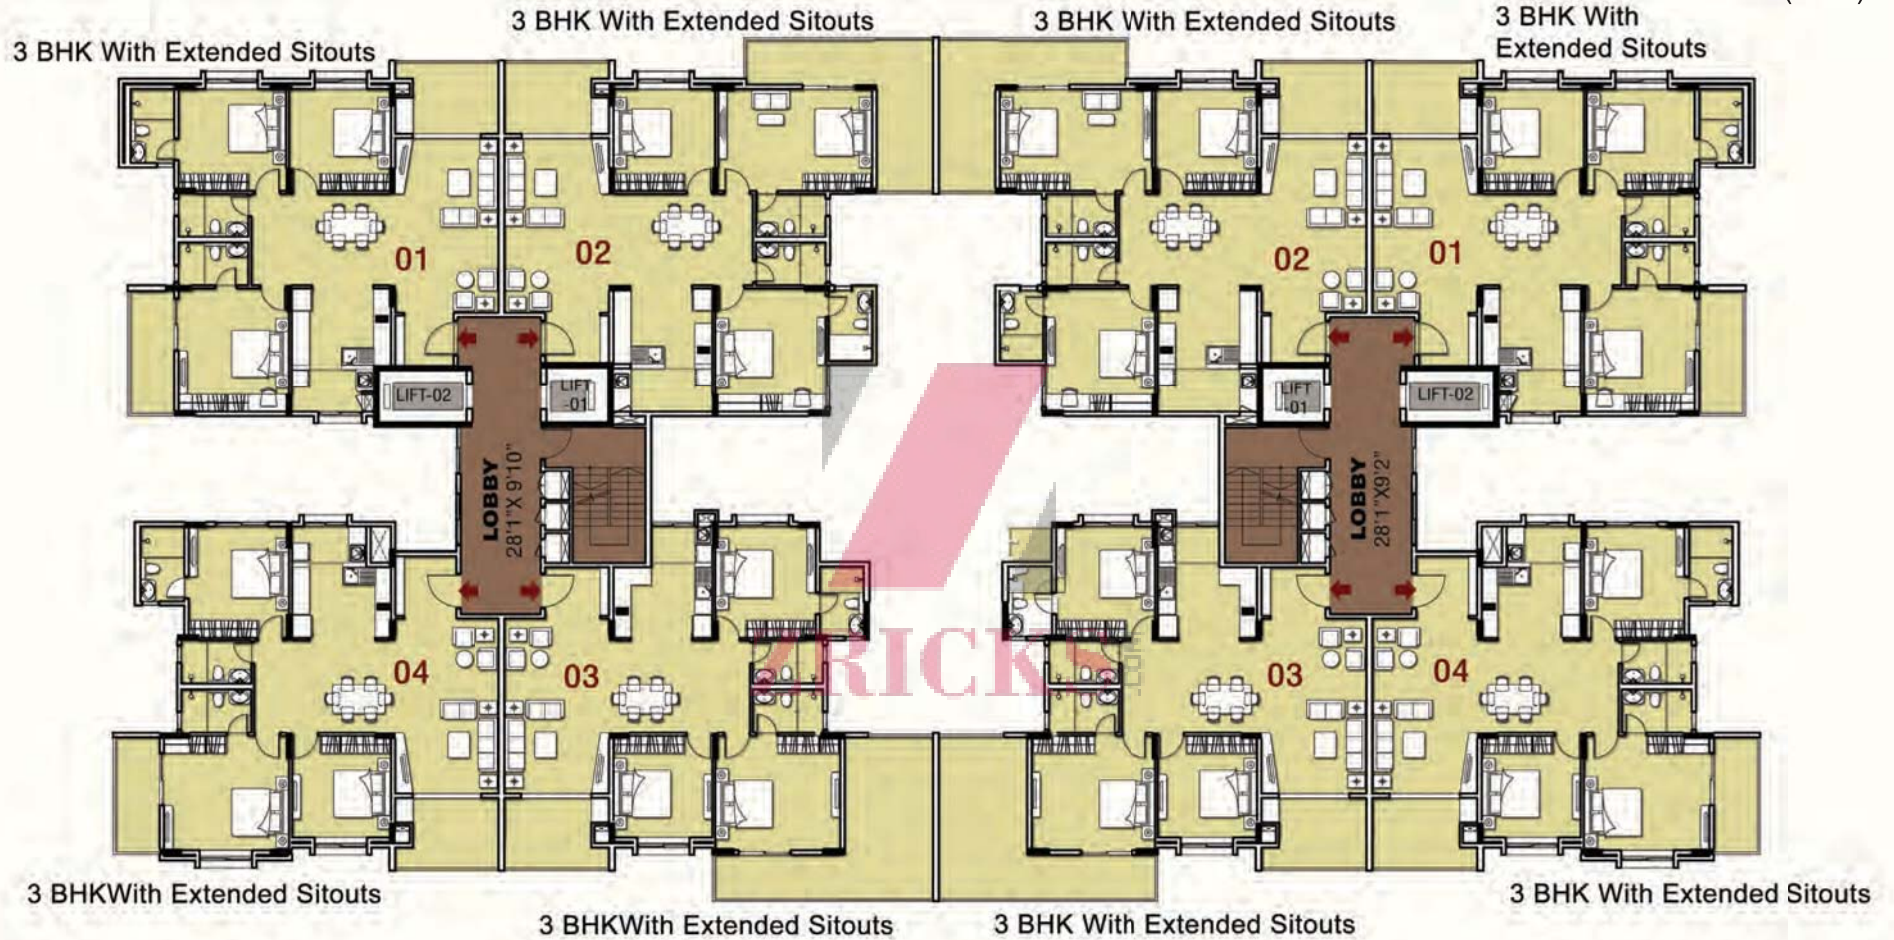 3 BHK With Extended Sitouts
3 BHK With Extended Sitouts
3 BHK With Extended Sitouts
3 BHK With
Extended Sitouts
01
02
02
01
LIFT-02
LIFT
-01
LIFT
-01
LIFT-02
LOBBY
28'1"X 9'10"
LOBBY
28'1"X9'2"
ZRICKS
.COM
04
03
03
04
3 BHKWith Extended Sitouts
3 BHKWith Extended Sitouts
3 BHK With Extended Sitouts
3 BHK With Extended Sitouts